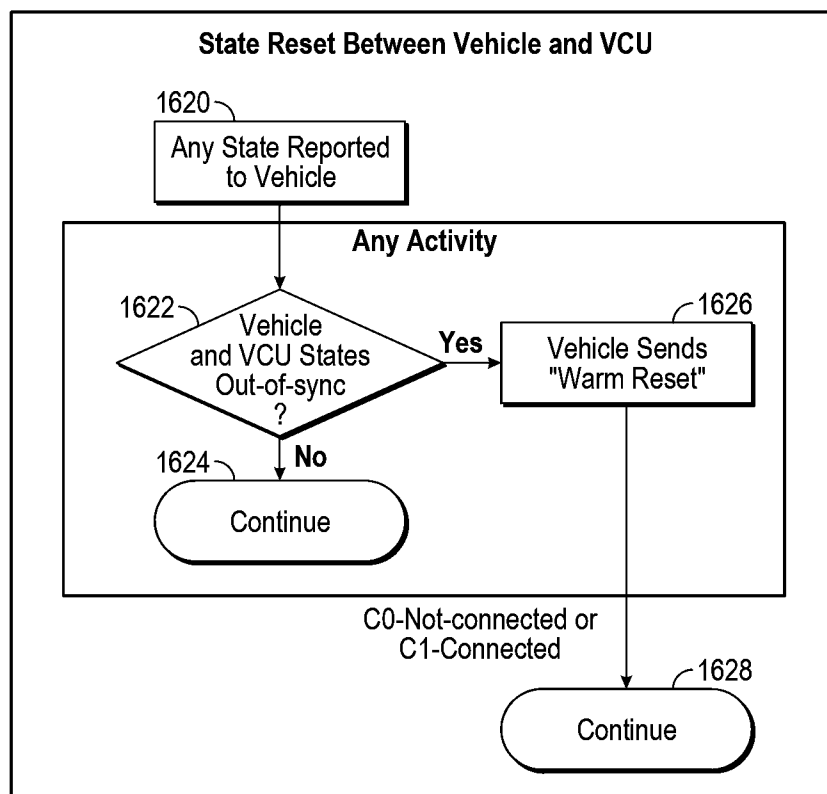 State Reset Between Vehicle and VCU
1620
Any State Reported
to Vehicle
Any Activity
1622
Vehicle
and VCU States
Out-of-sync
?
Yes
1626
Vehicle Sends
"Warm Reset"
No
1624
Continue
C0-Not-connected or
C1-Connected
1628
Continue